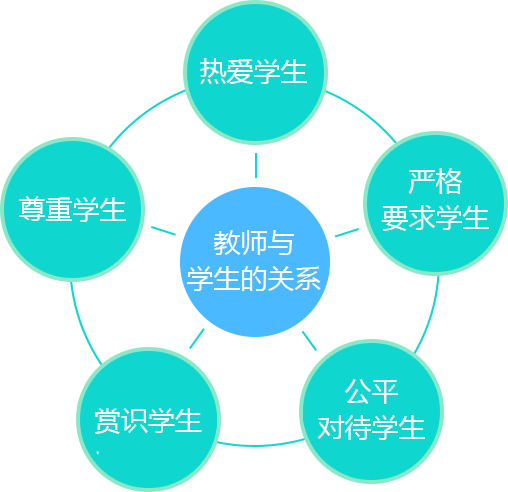 热爱学生
严格
要求学生
尊重学生
教师与
学生的关系
公平
对待学生
赏识学生